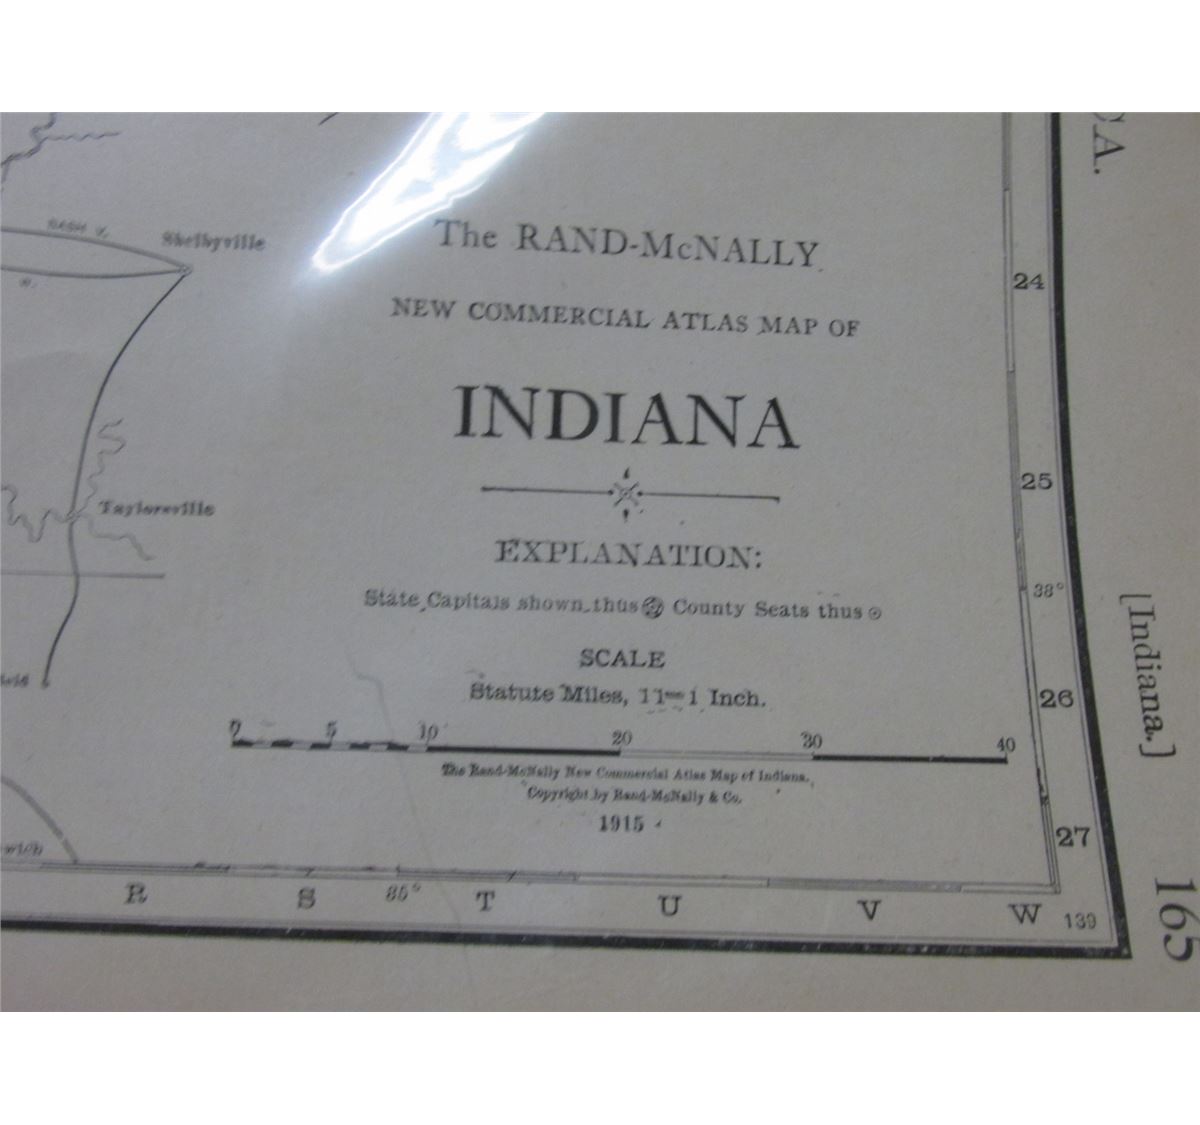 CA.
NASH V.
Shelbyville
The RAND-McNALLY
NEW COMMERCIAL ATLAS MAP OF
INDIANA
24
25
Taylorsville
EXPLANATION:
State Capitals shown thus County Seats thus
38°
[Indiana.]
SCALE
Statute Miles, 11=1 Inch.
26
0 5 10 20 30 40
The Rand-McNally New Commercial Atlas Map of Indiana.
Copyright by Rand-McNally & Co.
1915
27
R S 85° T U V W 139
165